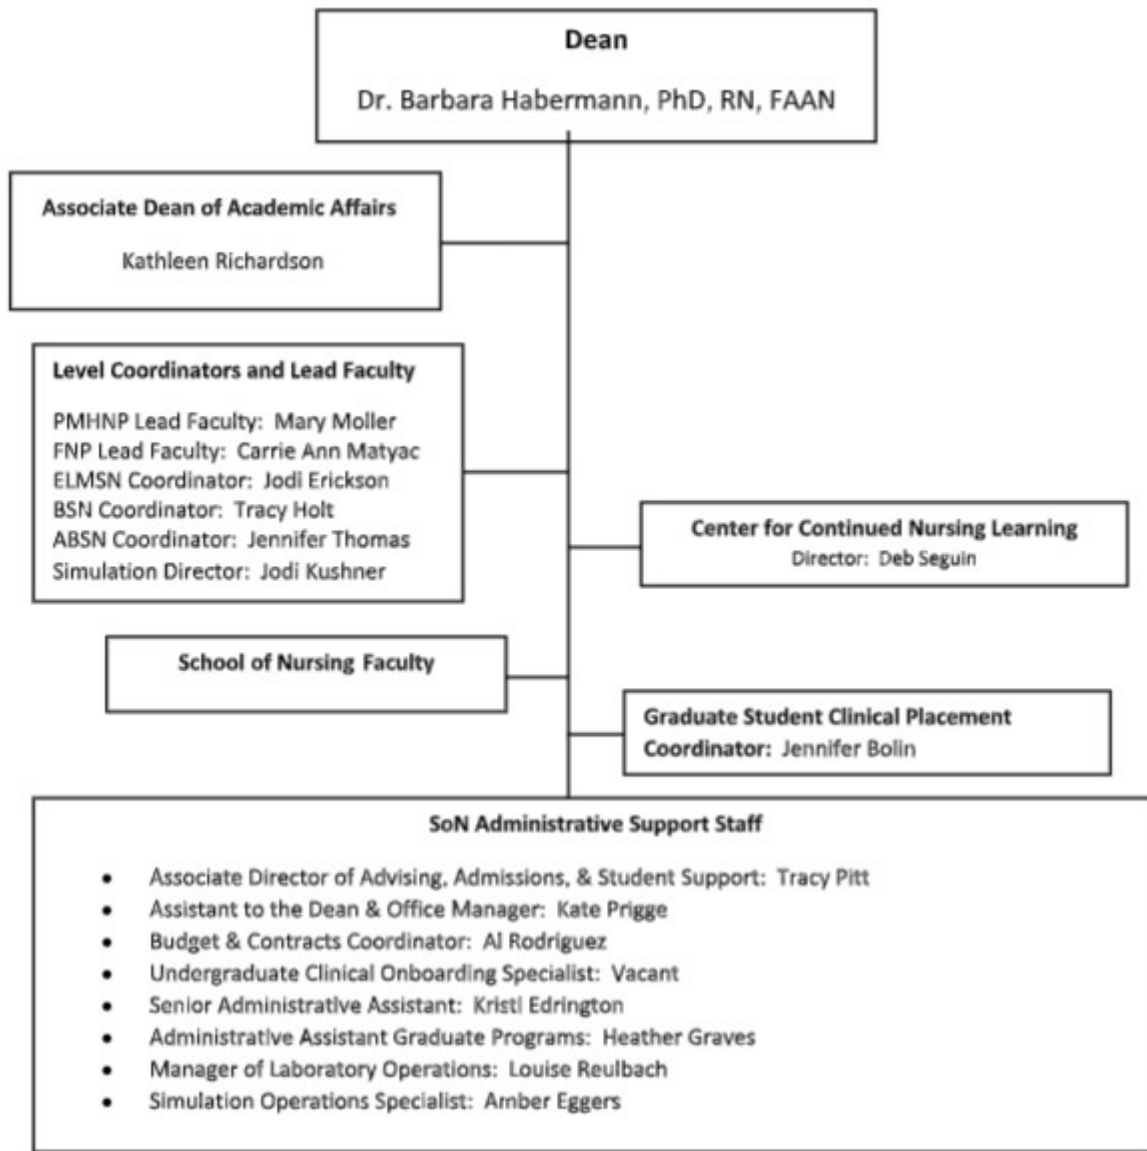 Dean
Dr. Barbara Habermann, PhD, RN, FAAN
Associate Dean of Academic Affairs
Kathleen Richardson
Level Coordinators and Lead Faculty
PMHNP Lead Faculty: Mary Moller
FNP Lead Faculty: Carrie Ann Matyac
ELMSN Coordinator: Jodi Erickson
BSN Coordinator: Tracy Holt
ABSN Coordinator: Jennifer Thomas
Simulation Director: Jodi Kushner
Center for Continued Nursing Learning
Director: Deb Seguin
School of Nursing Faculty
Graduate Student Clinical Placement
Coordinator: Jennifer Bolin
SoN Administrative Support Staff
• Associate Director of Advising, Admissions, & Student Support: Tracy Pitt
• Assistant to the Dean & Office Manager: Kate Prigge
• Budget & Contracts Coordinator: Al Rodriguez
• Undergraduate Clinical Onboarding Specialist: Vacant
• Senior Administrative Assistant: Kristi Edrington
• Administrative Assistant Graduate Programs: Heather Graves
• Manager of Laboratory Operations: Louise Reulbach
• Simulation Operations Specialist: Amber Eggers